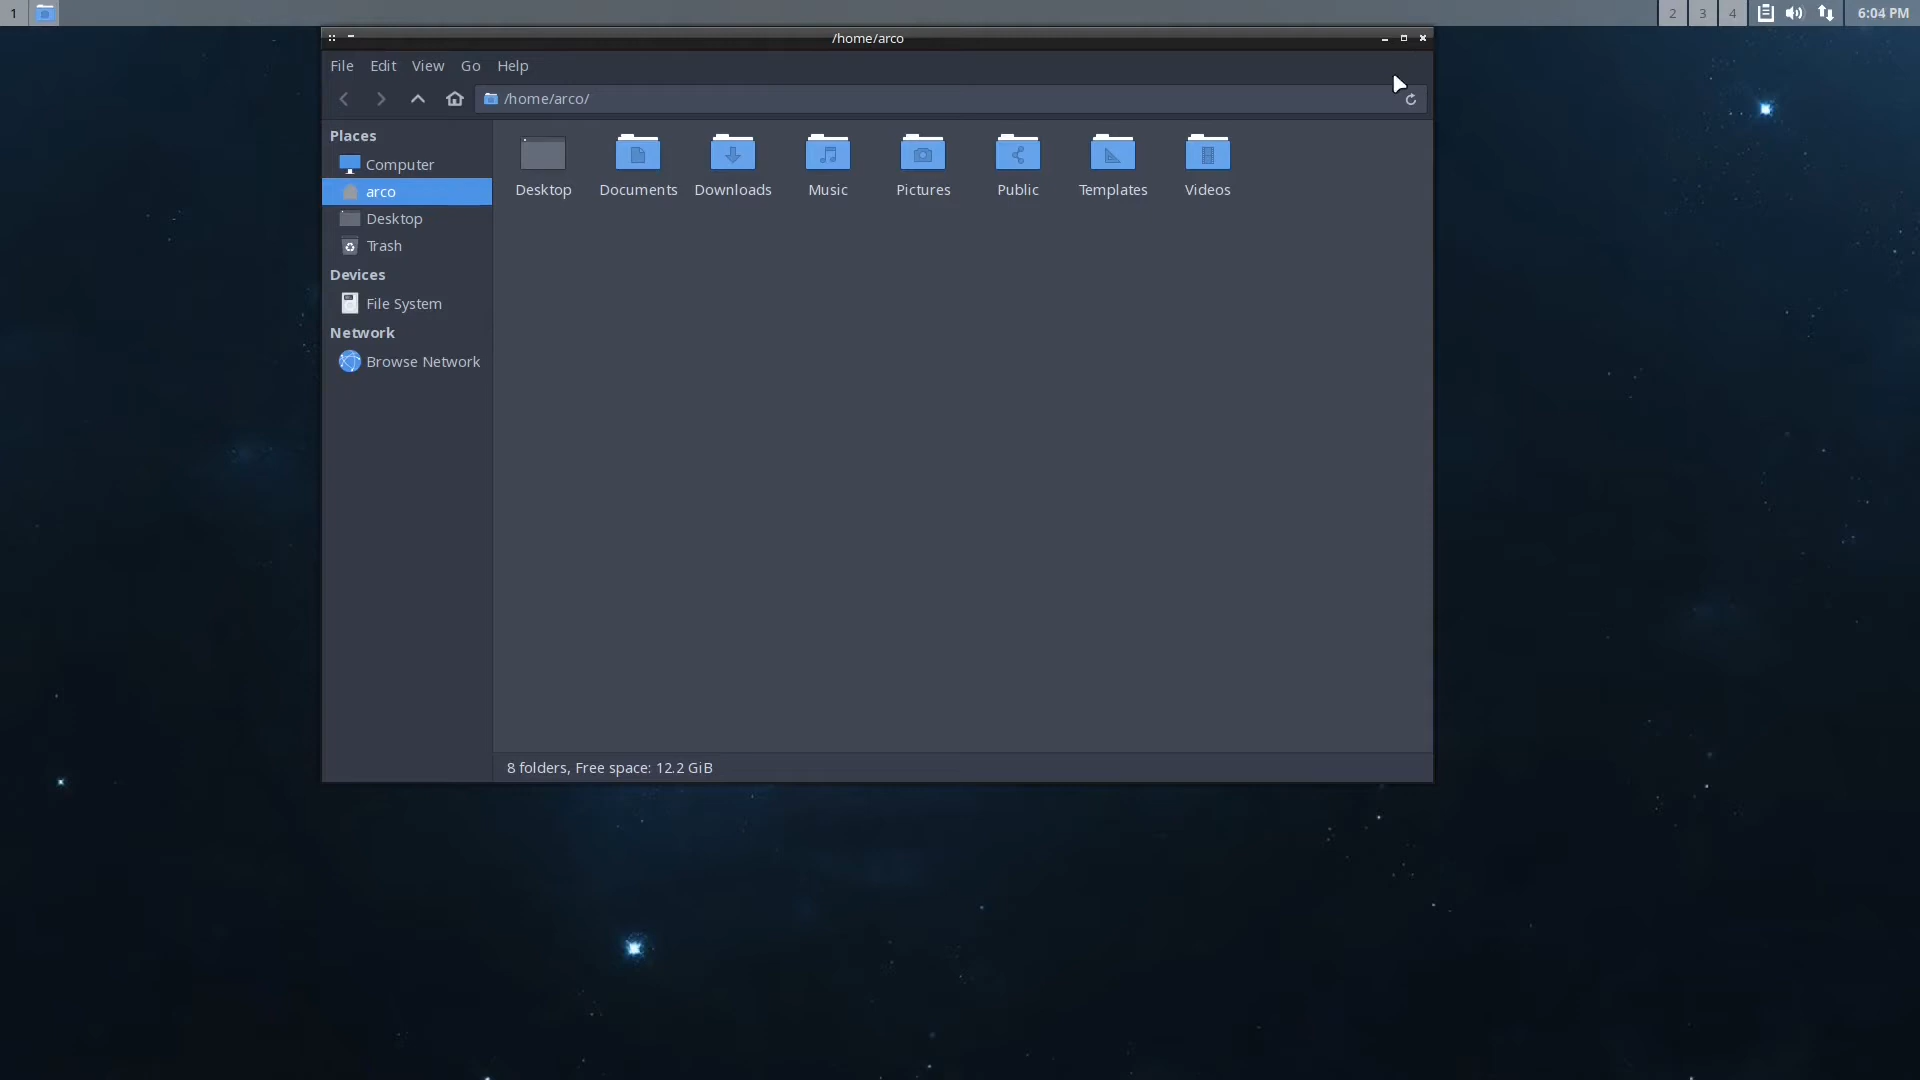 1
2 3 4 6:04 PM
/home/arco
File Edit View Go Help
/home/arco/
Places
Computer
arco
Desktop
Trash
Devices
File System
Network
Browse Network
Desktop Documents Downloads Music Pictures Public Templates Videos
8 folders, Free space: 12.2 GiB